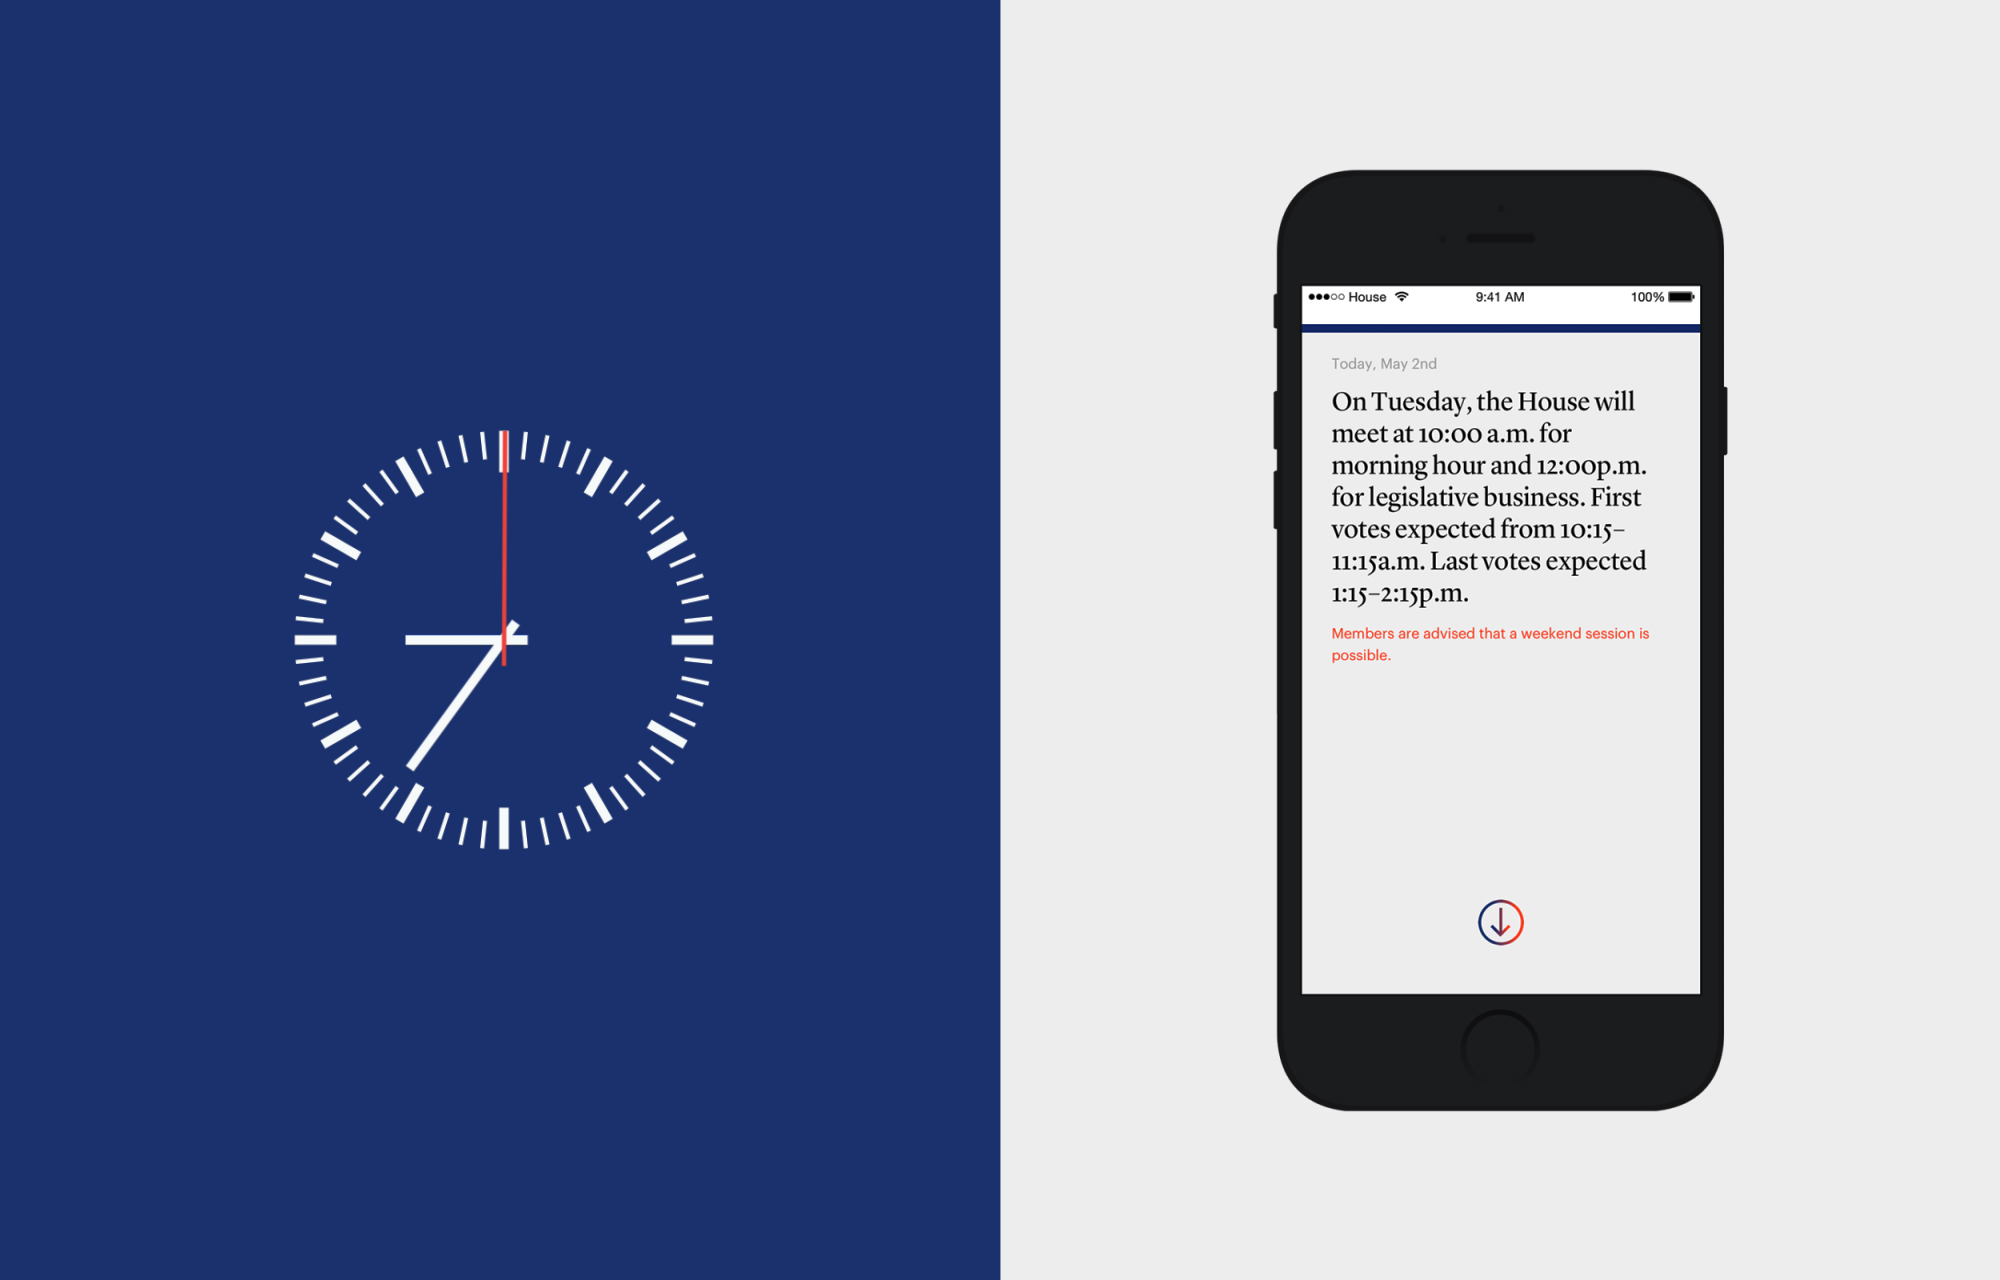 House 9:41 AM 100%
Today, May 2nd
On Tuesday, the House will
meet at 10:00 a.m. for
morning hour and 12:00p.m.
for legislative business. First
votes expected from 10:15–
11:15a.m. Last votes expected
1:15–2:15p.m.
Members are advised that a weekend session is
possible.